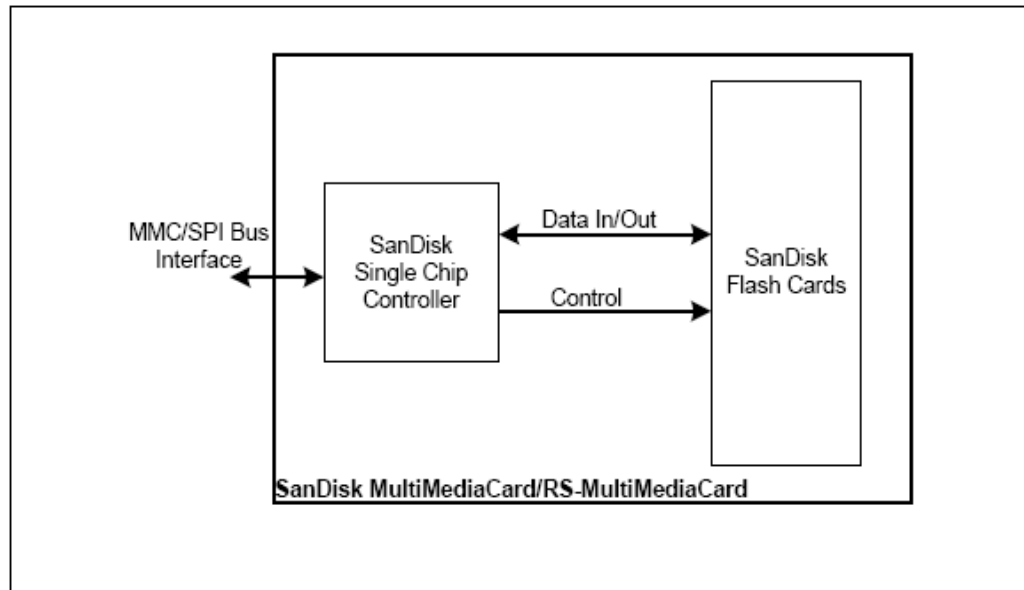 MMC/SPI Bus
Interface
SanDisk
Single Chip
Controller
Data In/Out
Control
SanDisk
Flash Cards
SanDisk MultiMediaCard/RS-MultiMediaCard